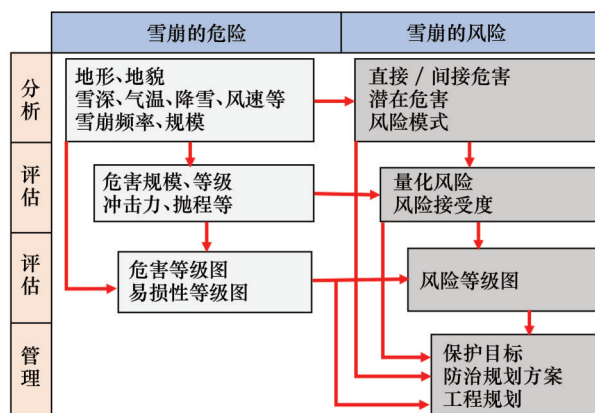 雪崩的危险
雪崩的风险
分析
地形、地貌
雪深、气温、降雪、风速等
雪崩频率、规模
直接 / 间接危害
潜在危害
风险模式
评估
危害规模、等级
冲击力、抛程等
量化风险
风险接受度
评估
危害等级图
易损性等级图
风险等级图
管理
保护目标
防治规划方案
工程规划